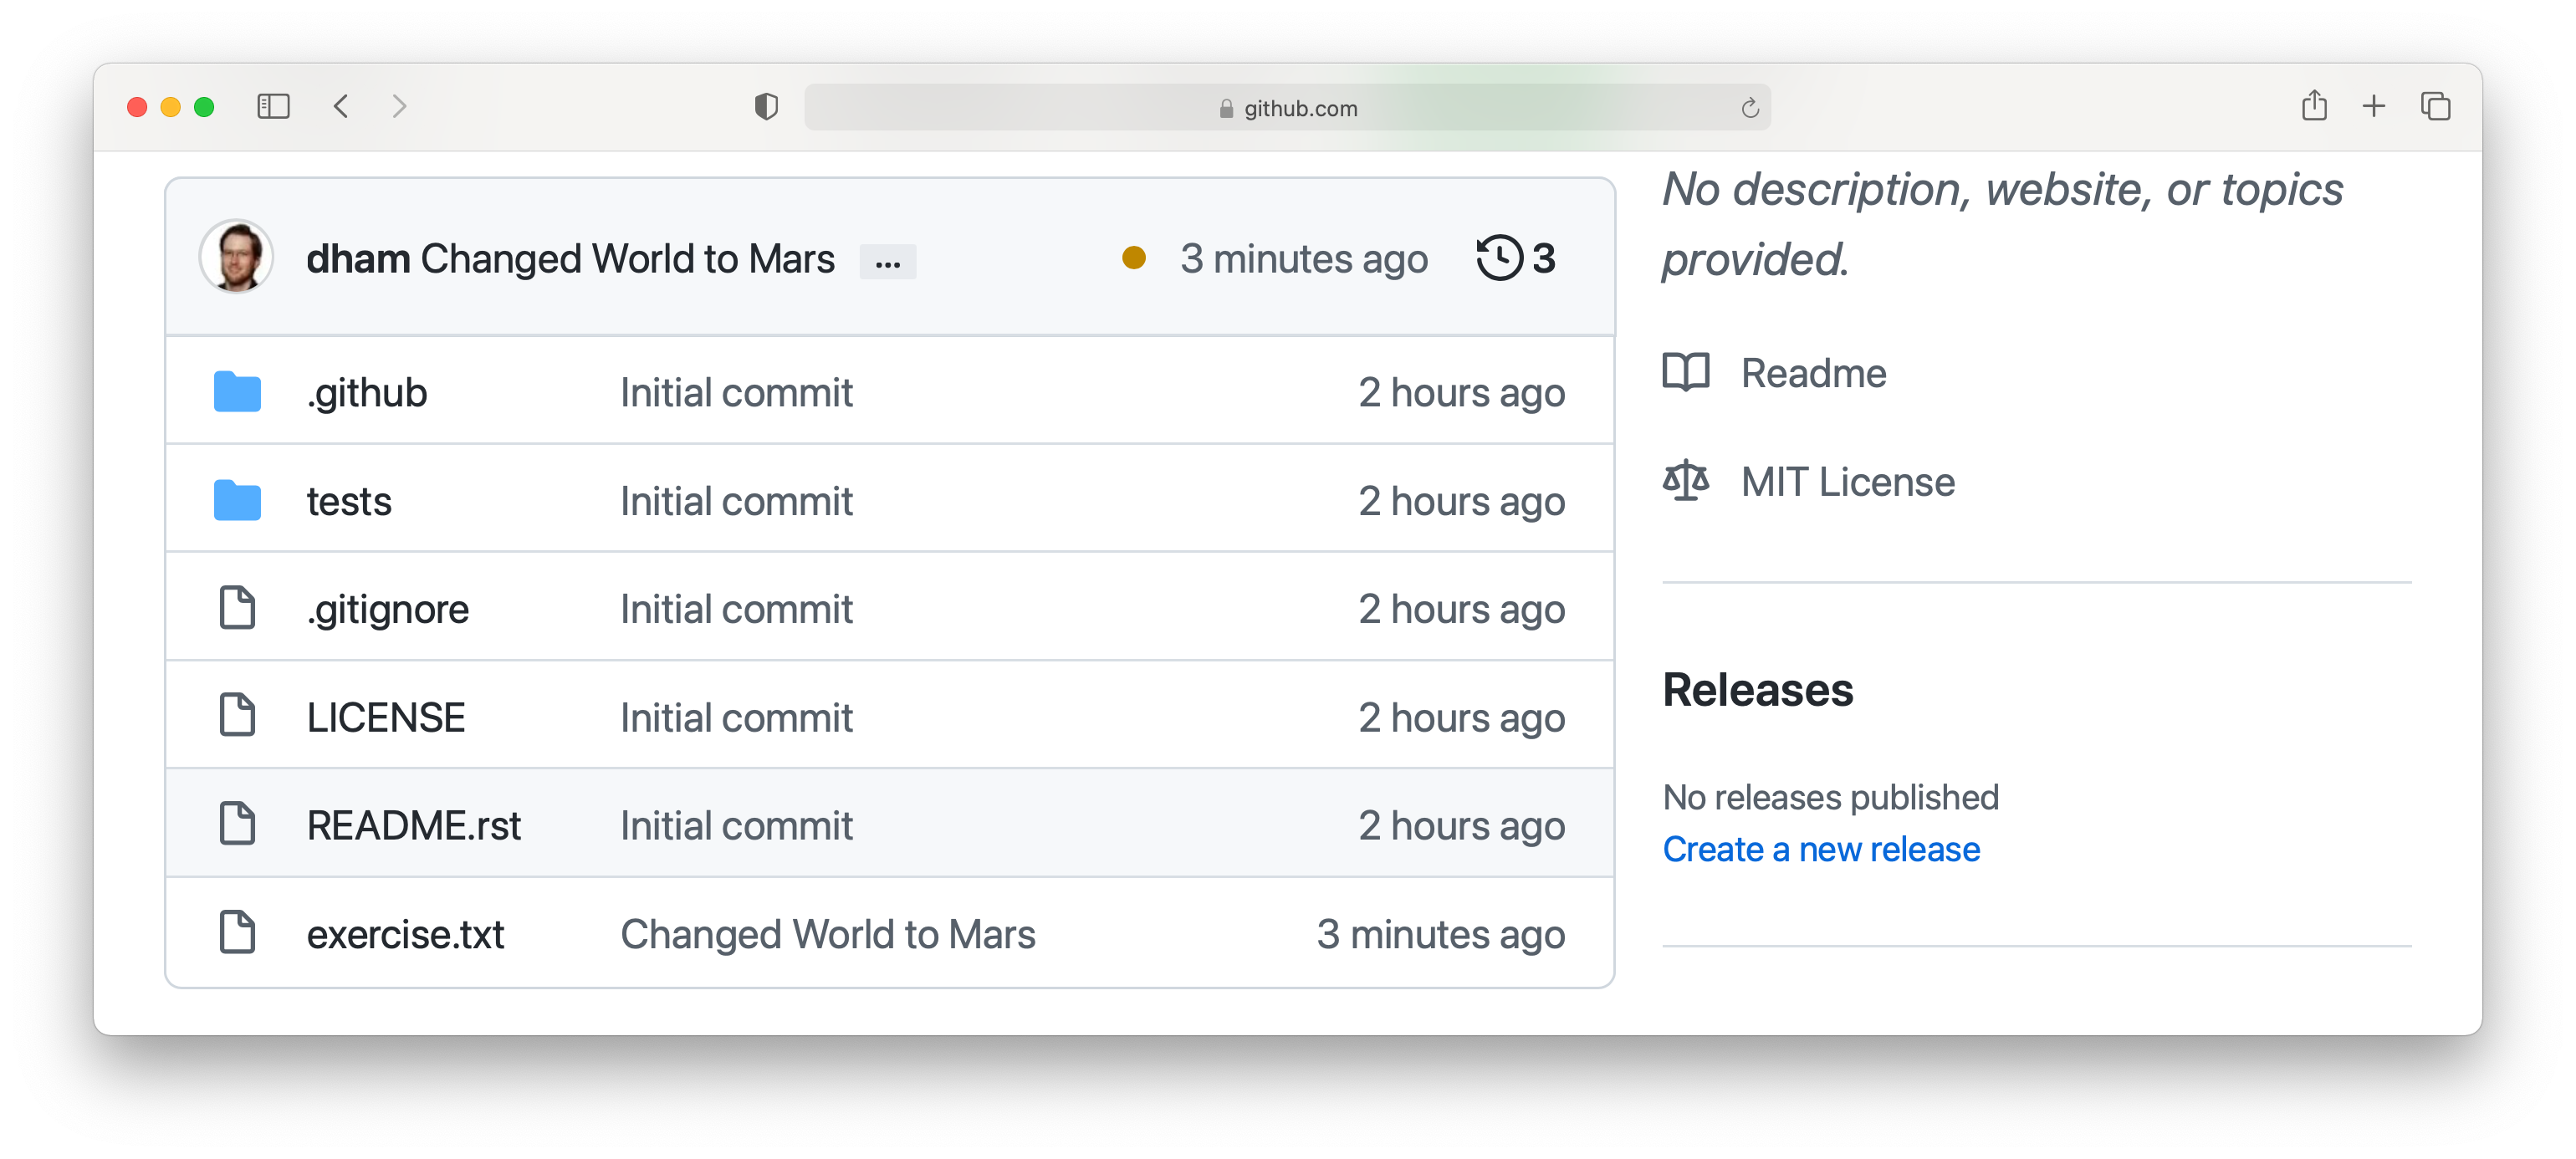 github.com
dham Changed World to Mars ... 3 minutes ago 3
.github Initial commit 2 hours ago
tests Initial commit 2 hours ago
.gitignore Initial commit 2 hours ago
LICENSE Initial commit 2 hours ago
README.rst Initial commit 2 hours ago
exercise.txt Changed World to Mars 3 minutes ago
No description, website, or topics
provided.
Readme
MIT License
Releases
No releases published
Create a new release